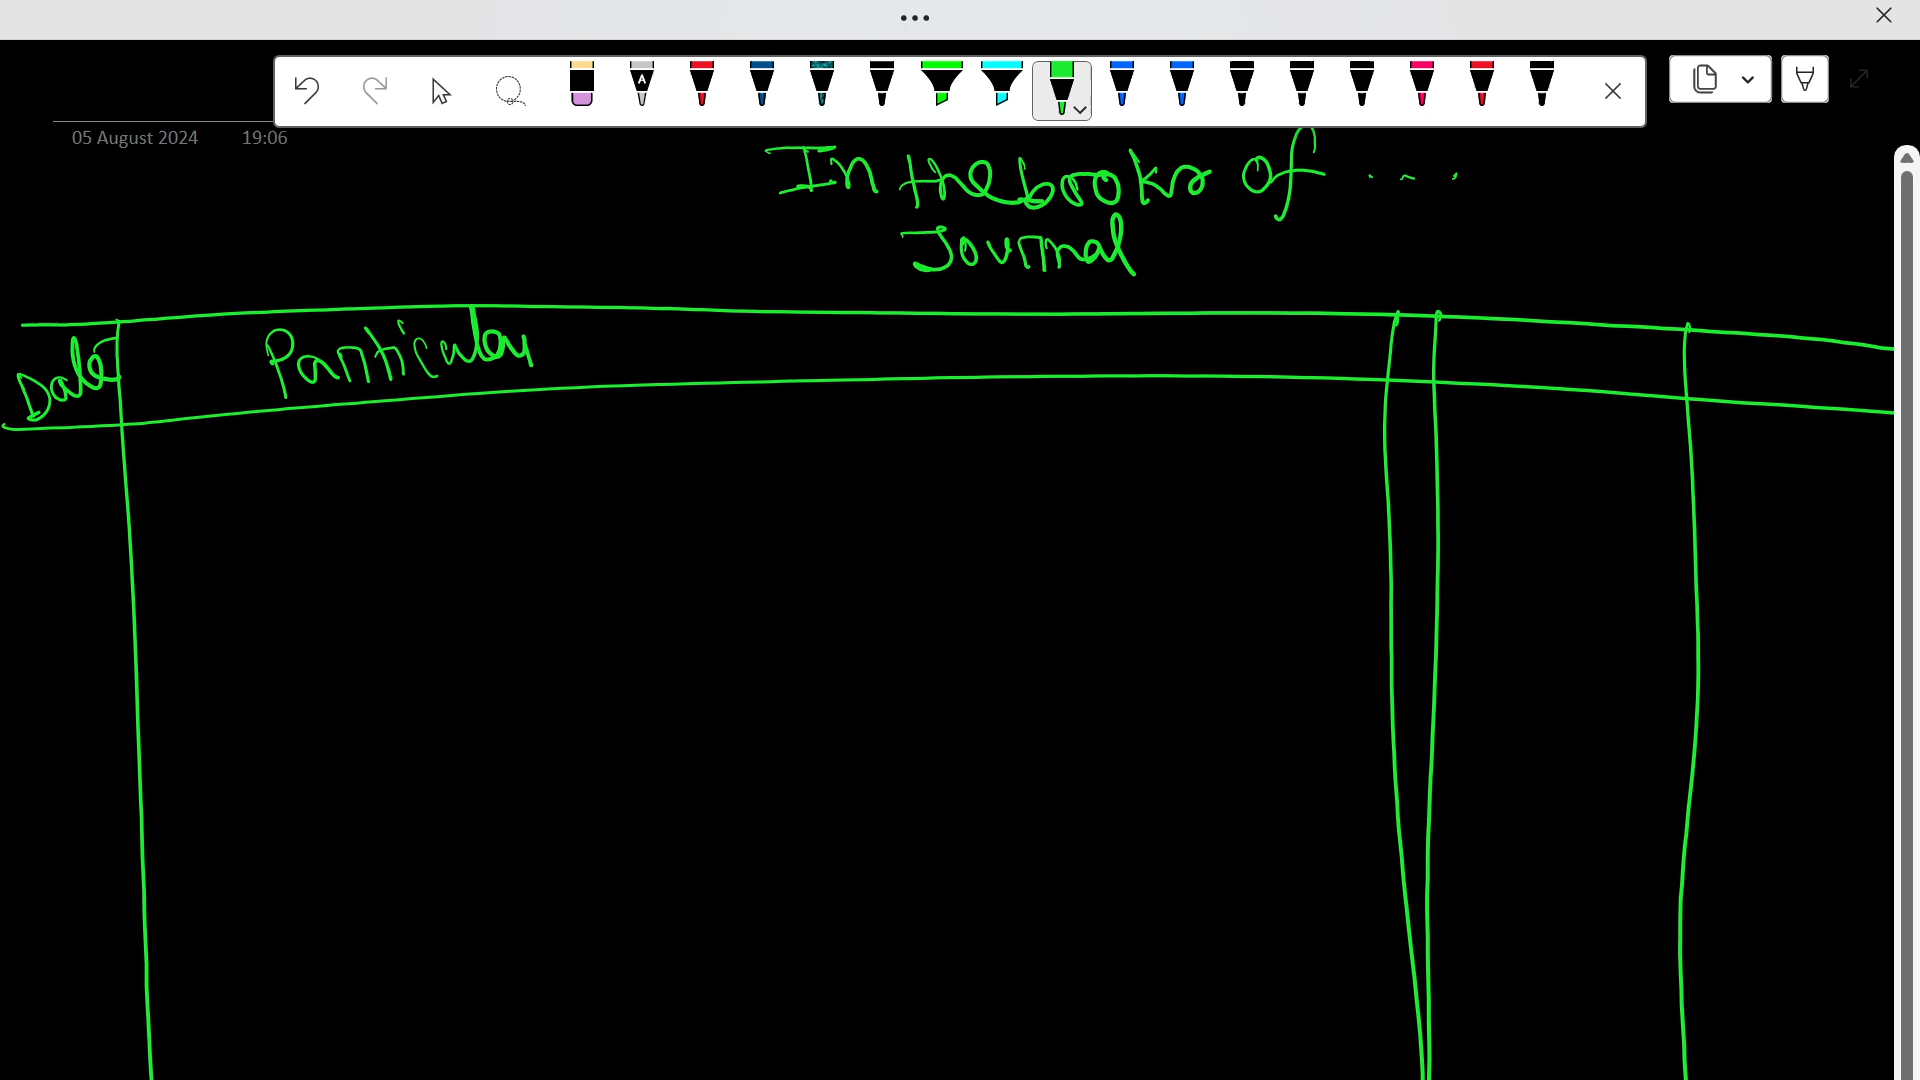 05 August 2024 19:06
In the books of ....
Journal
Date Particular